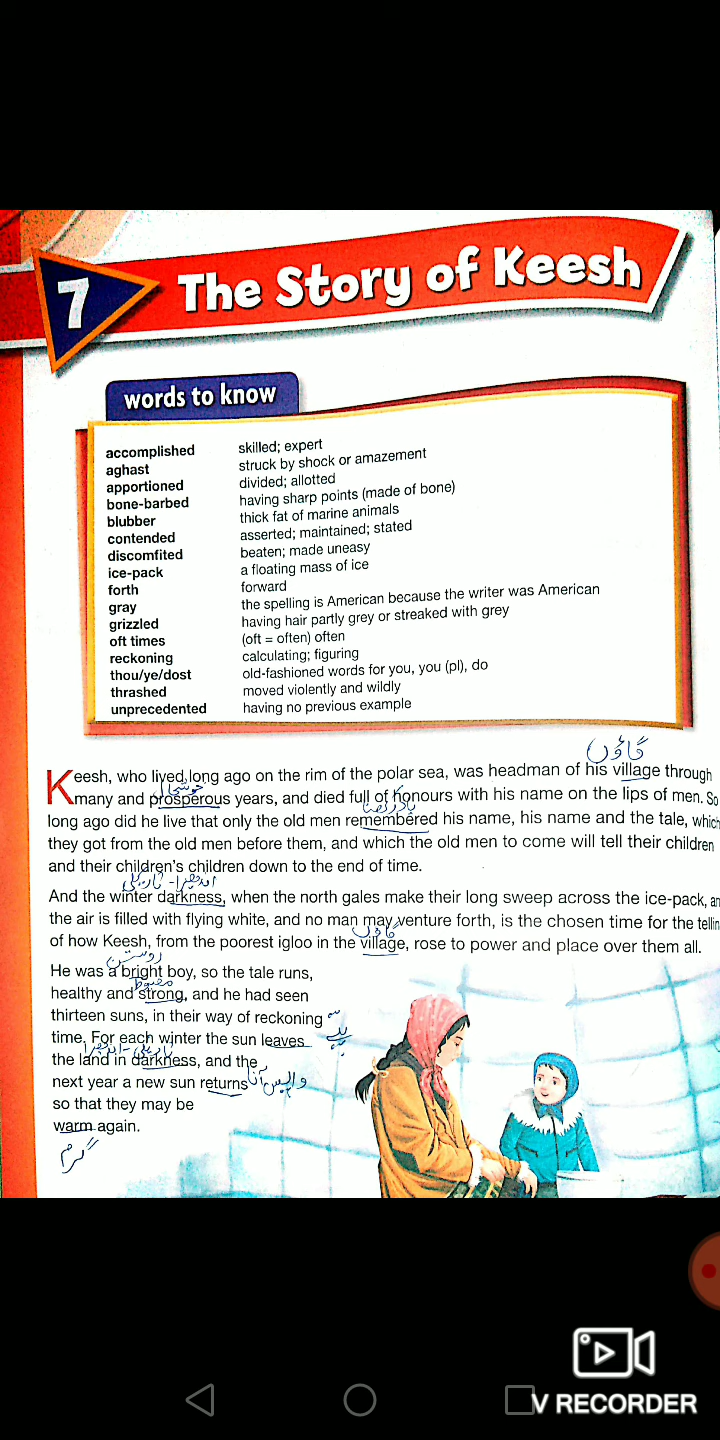 7
The Story of Keesh
words to know
accomplished skilled; expert
aghast struck by shock or amazement
apportioned divided; allotted
bone-barbed having sharp points (made of bone)
blubber thick fat of marine animals
contended asserted; maintained; stated
discomfited beaten; made uneasy
ice-pack a floating mass of ice
forth forward
gray the spelling is American because the writer was American
grizzled having hair partly grey or streaked with grey
oft times (oft = often) often
reckoning calculating; figuring
thou/ye/dost old-fashioned words for you, you (pl), do
thrashed moved violently and wildly
unprecedented having no previous example
گاؤں
Keesh, who lived long ago on the rim of the polar sea, was headman of his village through
خوشحال
many and prosperous years, and died full of honours with his name on the lips of men. So
یاد رکھنا
long ago did he live that only the old men remembered his name, his name and the tale, which
they got from the old men before them, and which the old men to come will tell their children
and their children's children down to the end of time.
اندھیرا - تاریکی
And the winter darkness, when the north gales make their long sweep across the ice-pack, an
the air is filled with flying white, and no man may venture forth, is the chosen time for the tellin
گاؤں
of how Keesh, from the poorest igloo in the village, rose to power and place over them all.
روشن
He was a bright boy, so the tale runs,
مضبوط
healthy and strong, and he had seen
thirteen suns, in their way of reckoning
time. For each winter the sun leaves
تاریکی - اندھیرا
the land in darkness, and the
next year a new sun returns واپس آنا
so that they may be
warm again.
گرم
V RECORDER